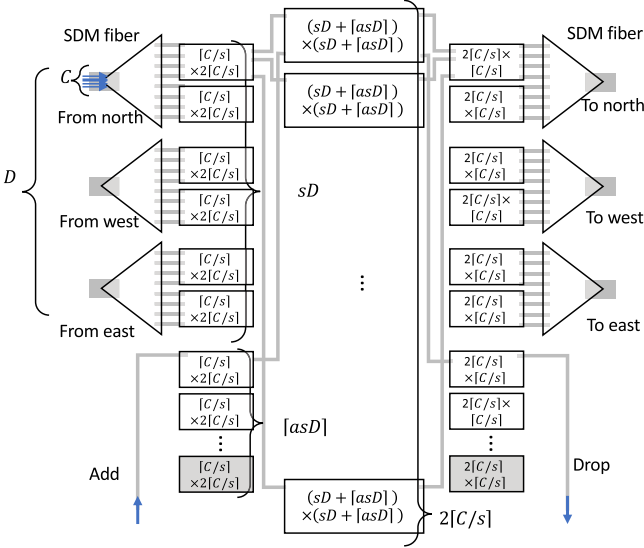 SDM fiber
C
From north
D
From west
From east
Add
⌈C/s⌉
×2⌈C/s⌉
⌈C/s⌉
×2⌈C/s⌉
⌈C/s⌉
×2⌈C/s⌉
⌈C/s⌉
×2⌈C/s⌉
⌈C/s⌉
×2⌈C/s⌉
⌈C/s⌉
×2⌈C/s⌉
⌈C/s⌉
×2⌈C/s⌉
⌈C/s⌉
×2⌈C/s⌉
⋮
⌈C/s⌉
×2⌈C/s⌉
sD
⌈asD⌉
(sD + ⌈asD⌉ )
×(sD + ⌈asD⌉ )
(sD + ⌈asD⌉ )
×(sD + ⌈asD⌉ )
⋮
(sD + ⌈asD⌉ )
×(sD + ⌈asD⌉ )
2⌈C/s⌉
2⌈C/s⌉×
⌈C/s⌉
2⌈C/s⌉
×⌈C/s⌉
2⌈C/s⌉
×⌈C/s⌉
2⌈C/s⌉×
⌈C/s⌉
2⌈C/s⌉
×⌈C/s⌉
2⌈C/s⌉
×⌈C/s⌉
2⌈C/s⌉
×⌈C/s⌉
2⌈C/s⌉×
⌈C/s⌉
⋮
2⌈C/s⌉
×⌈C/s⌉
SDM fiber
To north
To west
To east
Drop